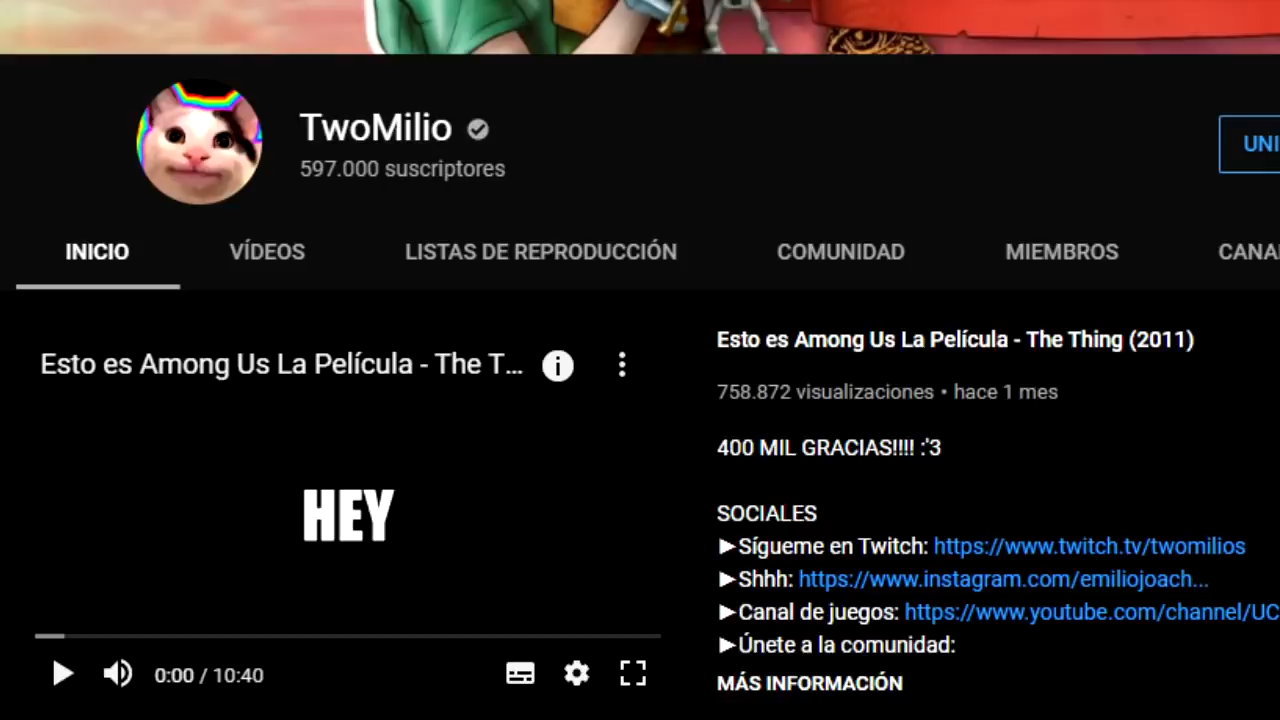 TwoMilio
597.000 suscriptores
UNI
INICIO
VÍDEOS
LISTAS DE REPRODUCCIÓN
COMUNIDAD
MIEMBROS
CANA
Esto es Among Us La Película - The T...
HEY
0:00 / 10:40
Esto es Among Us La Película - The Thing (2011)
758.872 visualizaciones • hace 1 mes
400 MIL GRACIAS!!!! :'3
SOCIALES
►Sígueme en Twitch: https://www.twitch.tv/twomilios
►Shhh: https://www.instagram.com/emiliojoach...
►Canal de juegos: https://www.youtube.com/channel/UC
►Únete a la comunidad:
MÁS INFORMACIÓN